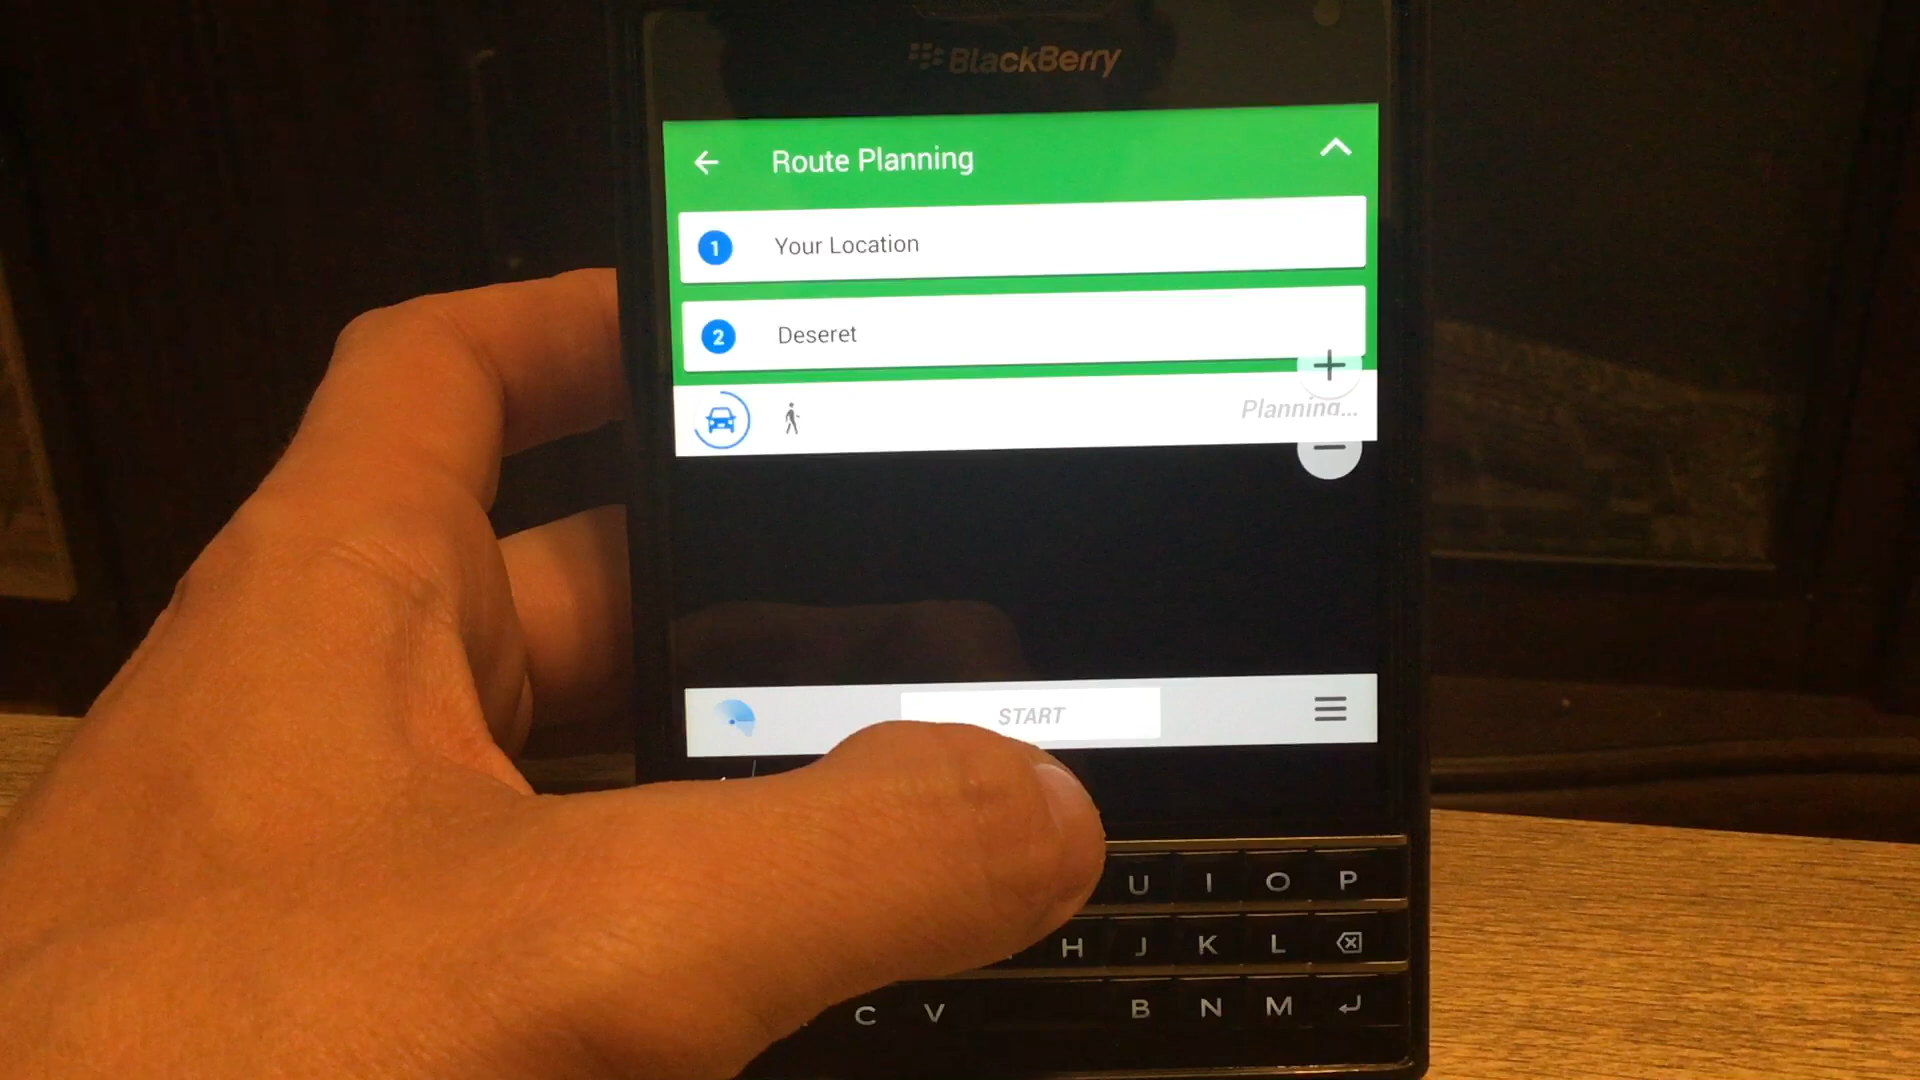 BlackBerry
Route Planning
1 Your Location
2 Deseret
Planning...
START
U I O P
H J K L
C V B N M